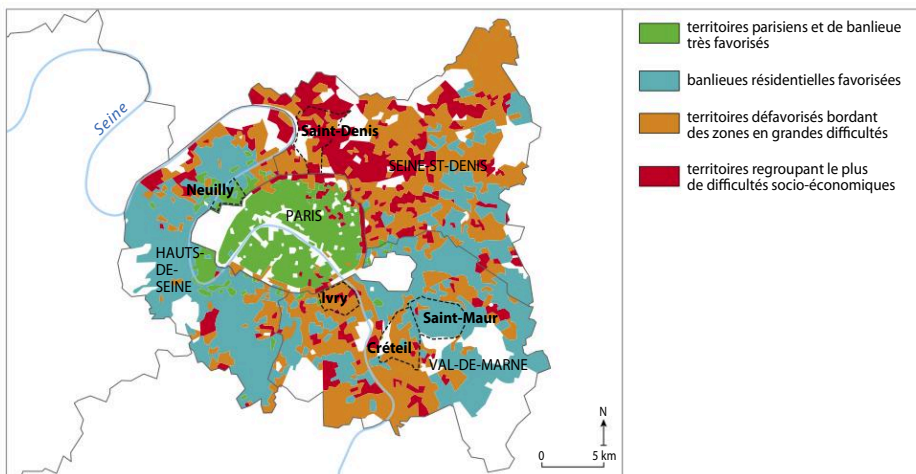 Seine
Saint-Denis
SEINE-ST-DENIS
Neuilly
PARIS
HAUTS-
DE-
SEINE
Ivry
Saint-Maur
Créteil
VAL-DE-MARNE
N
0 5 km
territoires parisiens et de banlieue
très favorisés
banlieues résidentielles favorisées
territoires défavorisés bordant
des zones en grandes difficultés
territoires regroupant le plus
de difficultés socio-économiques